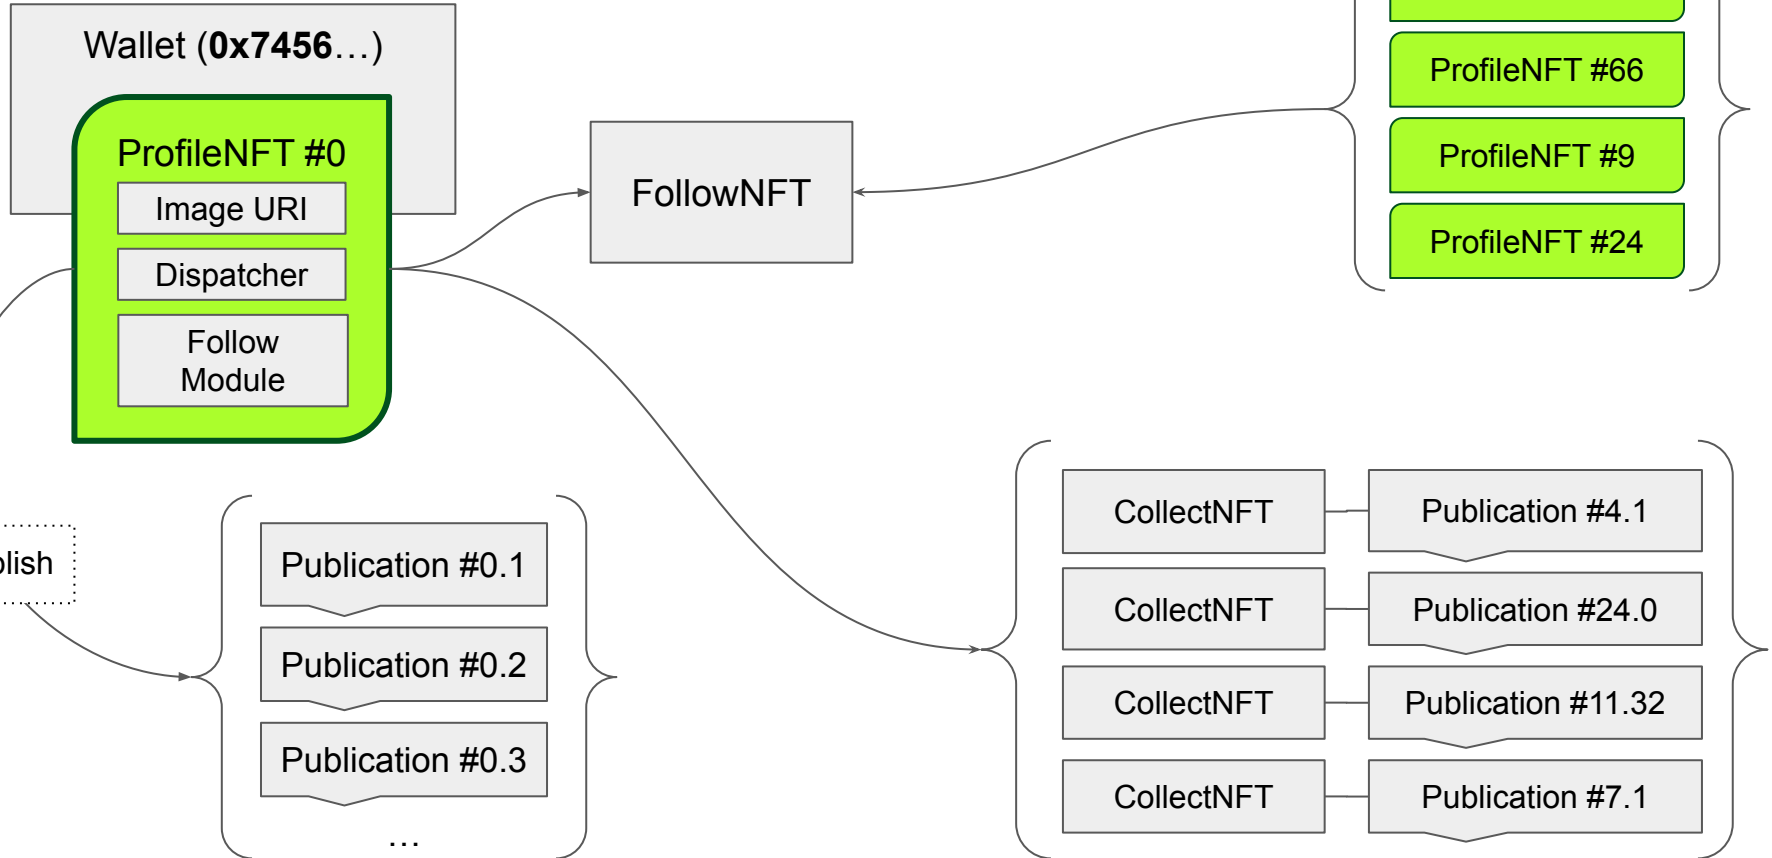 Wallet (0x7456…)
ProfileNFT #0
Image URI
Dispatcher
Follow
Module
FollowNFT
ProfileNFT #66
ProfileNFT #9
ProfileNFT #24
Publication #0.1
Publication #0.2
Publication #0.3
…
CollectNFT
Publication #4.1
CollectNFT
Publication #24.0
CollectNFT
Publication #11.32
CollectNFT
Publication #7.1